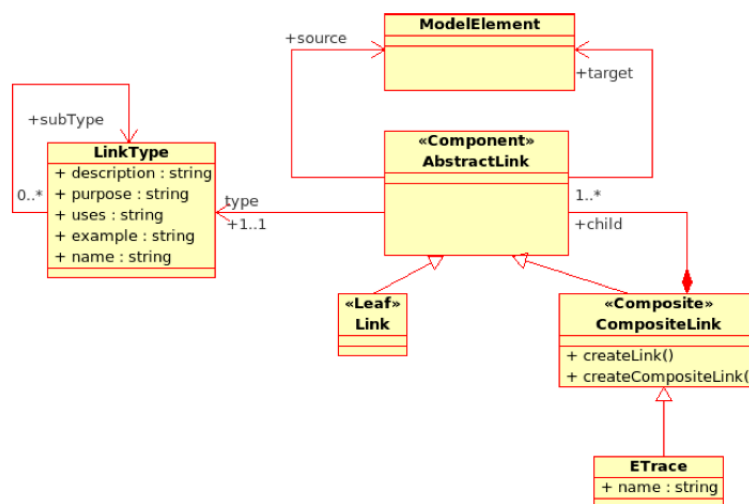 ModelElement
+source
+target
+subType
«Component»
AbstractLink
LinkType
+ description : string
+ purpose : string
+ uses : string
+ example : string
+ name : string
0..*
type
+1..1
1..*
+child
«Leaf»
Link
«Composite»
CompositeLink
+ createLink()
+ createCompositeLink(
ETrace
+ name : string